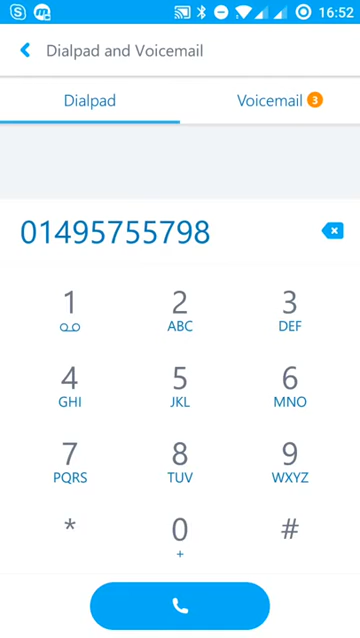 16:52
Dialpad and Voicemail
Dialpad
Voicemail 3
01495755798
1 2 3
ABC DEF
4 5 6
GHI JKL MNO
7 8 9
PQRS TUV WXYZ
* 0 #
+